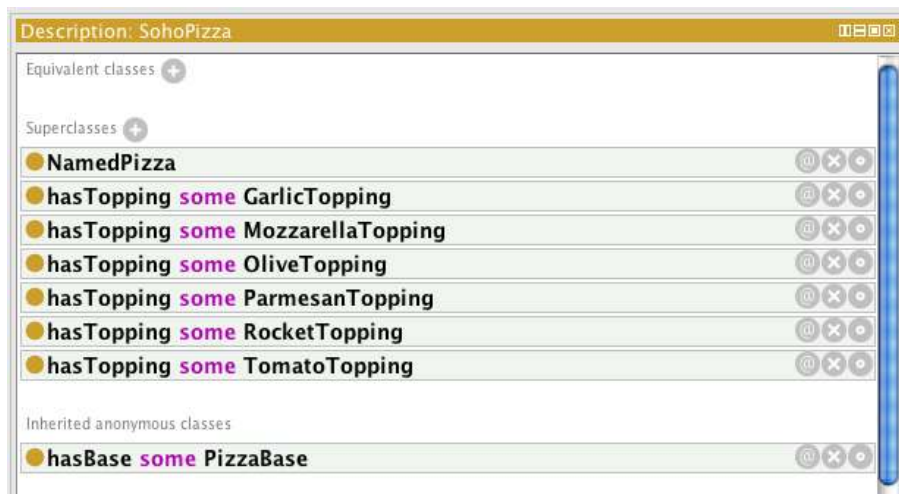 Description: SohoPizza
Equivalent classes
Superclasses
NamedPizza
hasTopping some GarlicTopping
hasTopping some MozzarellaTopping
hasTopping some OliveTopping
hasTopping some ParmesanTopping
hasTopping some RocketTopping
hasTopping some TomatoTopping
Inherited anonymous classes
hasBase some PizzaBase